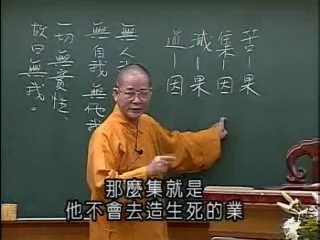 苦－果
集－因
滅－果
道－因
無人我
無自我無他我
一切無實性
故曰無我。
那麼集就是
他不會去造生死的業